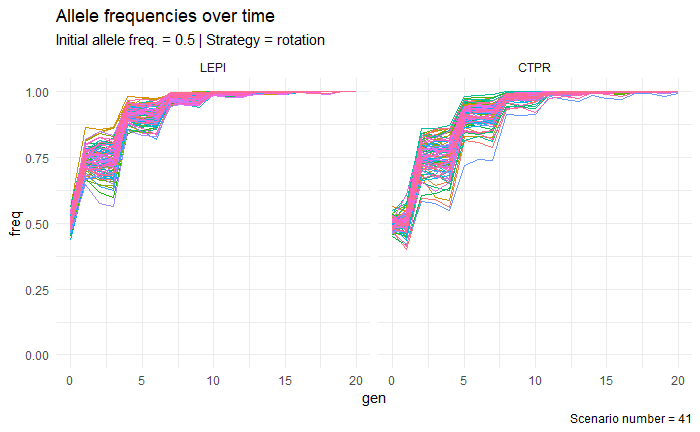 Allele frequencies over time
Initial allele freq. = 0.5 | Strategy = rotation
LEPI
CTPR
1.00
0.75
0.50
0.25
0.00
freq
0 5 10 15 20
0 5 10 15 20
gen
Scenario number = 41